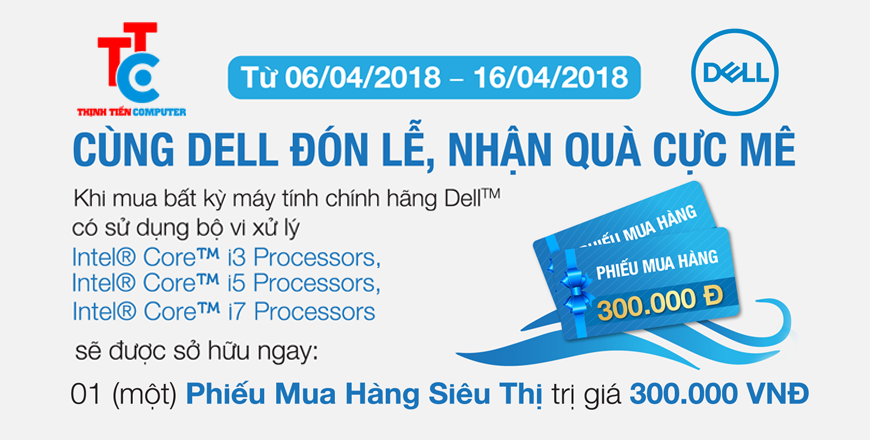 TTC
THỊNH TIẾN COMPUTER
Từ 06/04/2018 – 16/04/2018
DELL
CÙNG DELL ĐÓN LỄ, NHẬN QUÀ CỰC MÊ
Khi mua bất kỳ máy tính chính hãng Dell™
có sử dụng bộ vi xử lý
Intel® Core™ i3 Processors,
Intel® Core™ i5 Processors,
Intel® Core™ i7 Processors
PHIẾU MUA HÀNG
PHIẾU MUA HÀNG
300.000 Đ
sẽ được sở hữu ngay:
01 (một) Phiếu Mua Hàng Siêu Thị trị giá 300.000 VNĐ